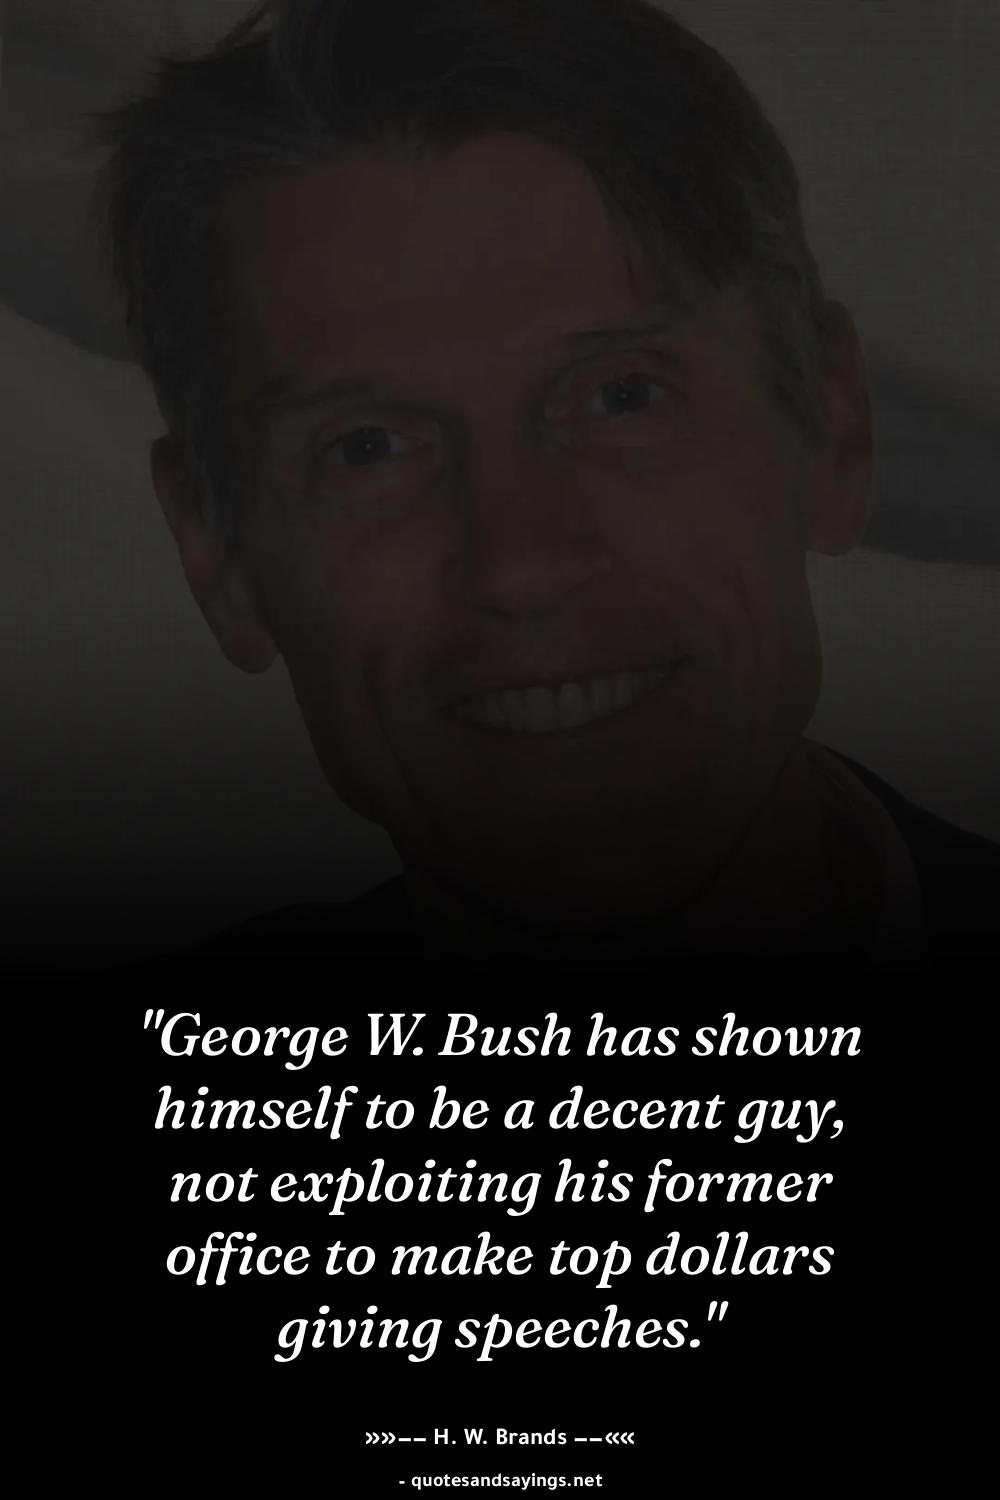 "George W. Bush has shown
himself to be a decent guy,
not exploiting his former
office to make top dollars
giving speeches."
»»–– H. W. Brands ––««
- quotesandsayings.net